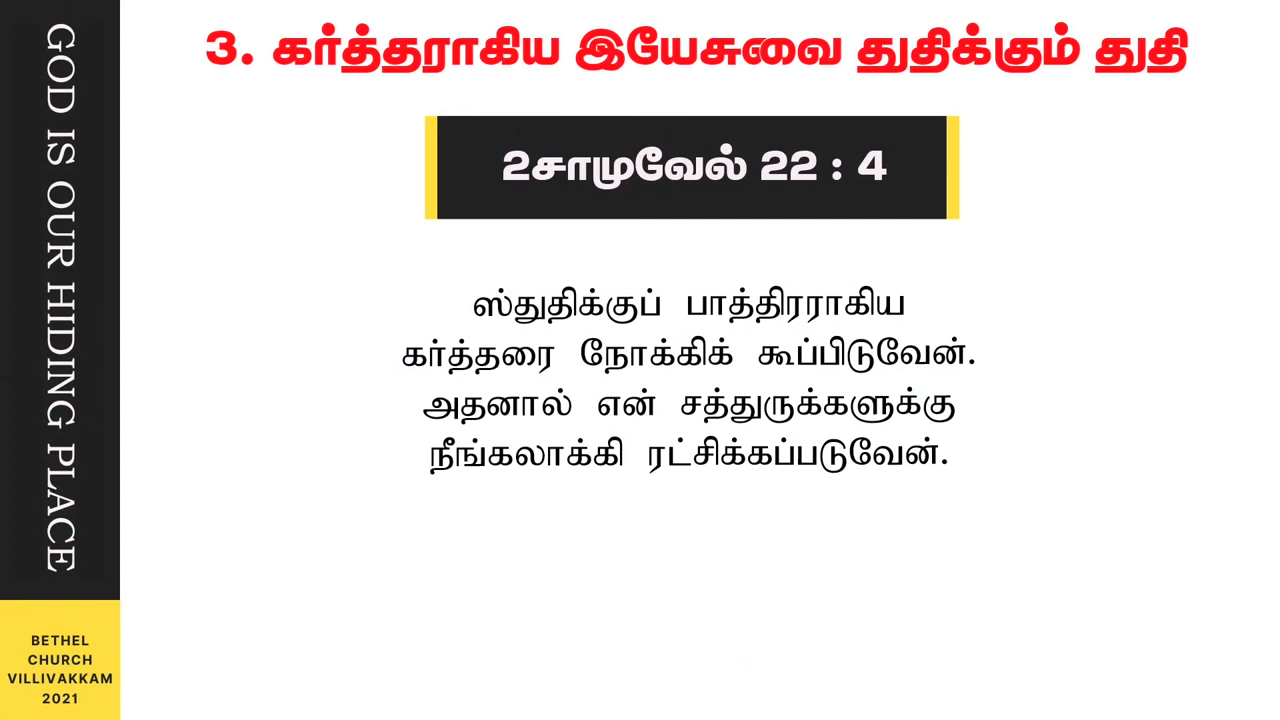 3. கர்த்தராகிய இயேசுவை துதிக்கும் துதி
2சாமுவேல் 22 : 4
ஸ்துதிக்குப் பாத்திரராகிய
கர்த்தரை நோக்கிக் கூப்பிடுவேன்.
அதனால் என் சத்துருக்களுக்கு
நீங்கலாக்கி ரட்சிக்கப்படுவேன்.
GOD IS OUR HIDING PLACE
BETHEL
CHURCH
VILLIVAKKAM
2021